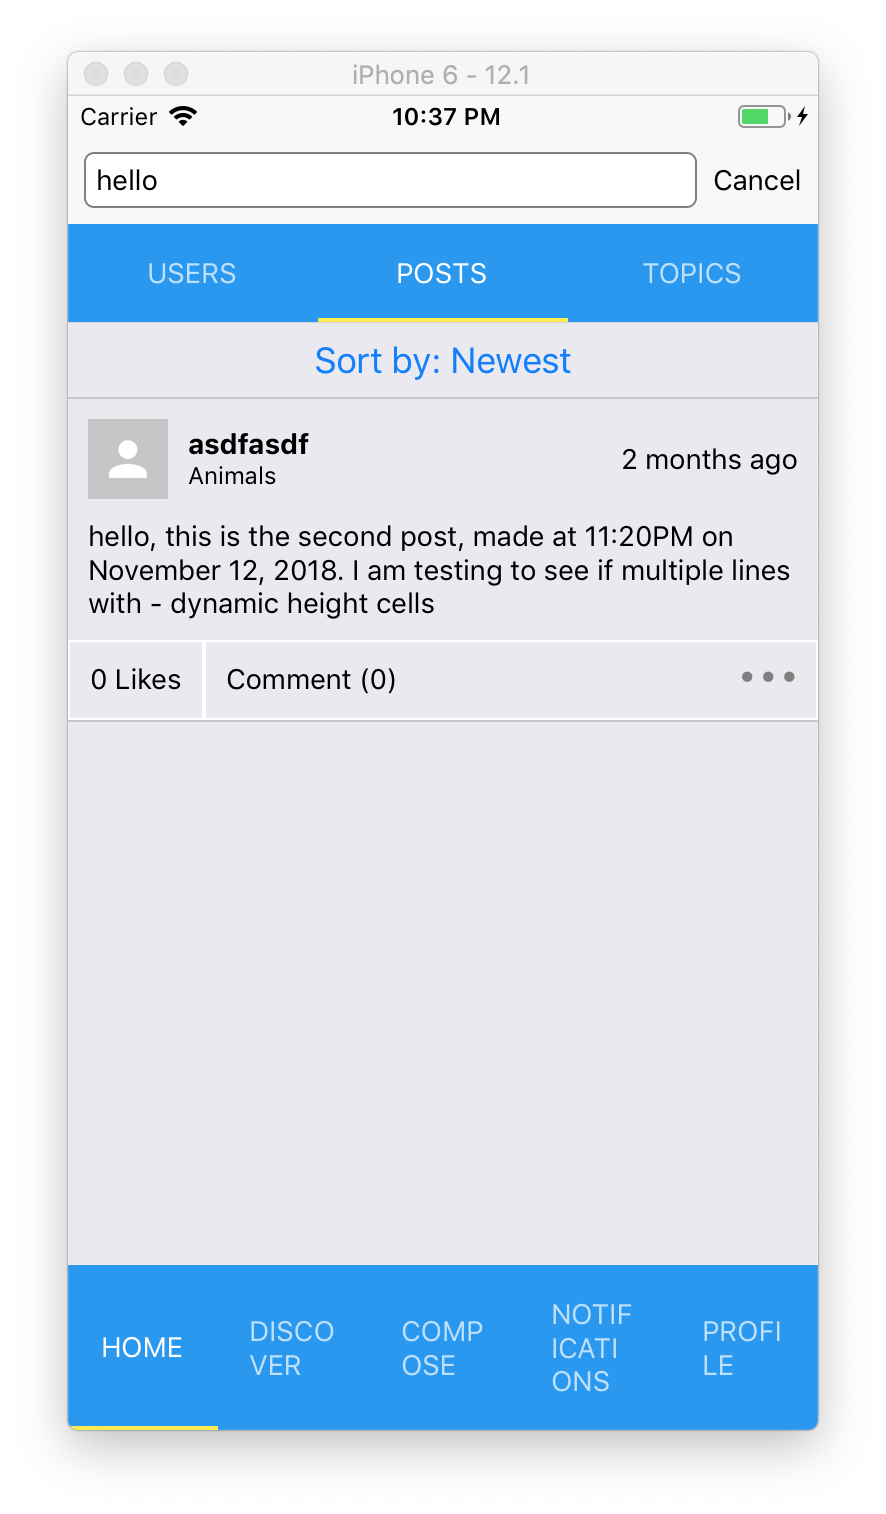 iPhone 6 - 12.1
Carrier 10:37 PM
hello Cancel
USERS POSTS TOPICS
Sort by: Newest
asdfasdf
Animals
2 months ago
hello, this is the second post, made at 11:20PM on
November 12, 2018. I am testing to see if multiple lines
with - dynamic height cells
0 Likes Comment (0)
HOME
DISCO
VER
COMP
OSE
NOTIF
ICATI
ONS
PROFI
LE